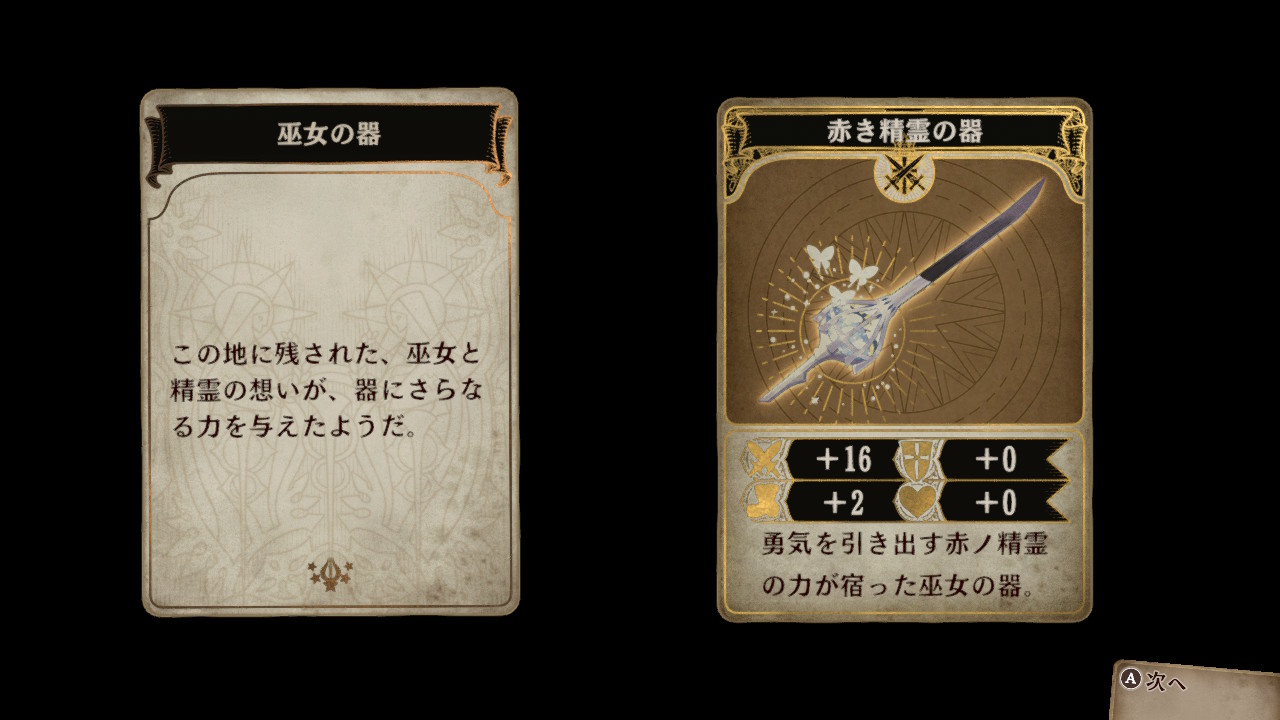 巫女の器
この地に残された、巫女と
精霊の想いが、器にさらな
る力を与えたようだ。
赤き精霊の器
+16
+0
+2
+0
勇気を引き出す赤ノ精霊
の力が宿った巫女の器。
A 次へ